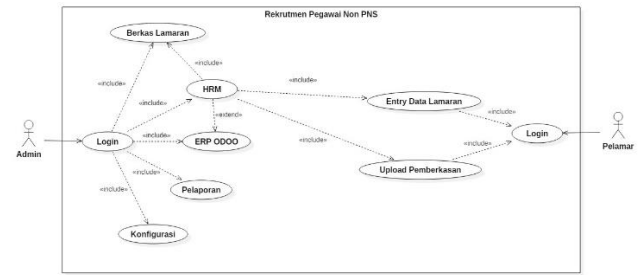 Rekrutmen Pegawai Non PNS
Berkas Lamaran
«include»
«include»
«include»
HRM
«include»
Entry Data Lamaran
«include»
«extend»
«include»
Admin
Login
«include»
ERP ODOO
«include»
«include»
Login
Pelamar
«include»
Pelaporan
Upload Pemberkasan
«include»
Konfigurasi